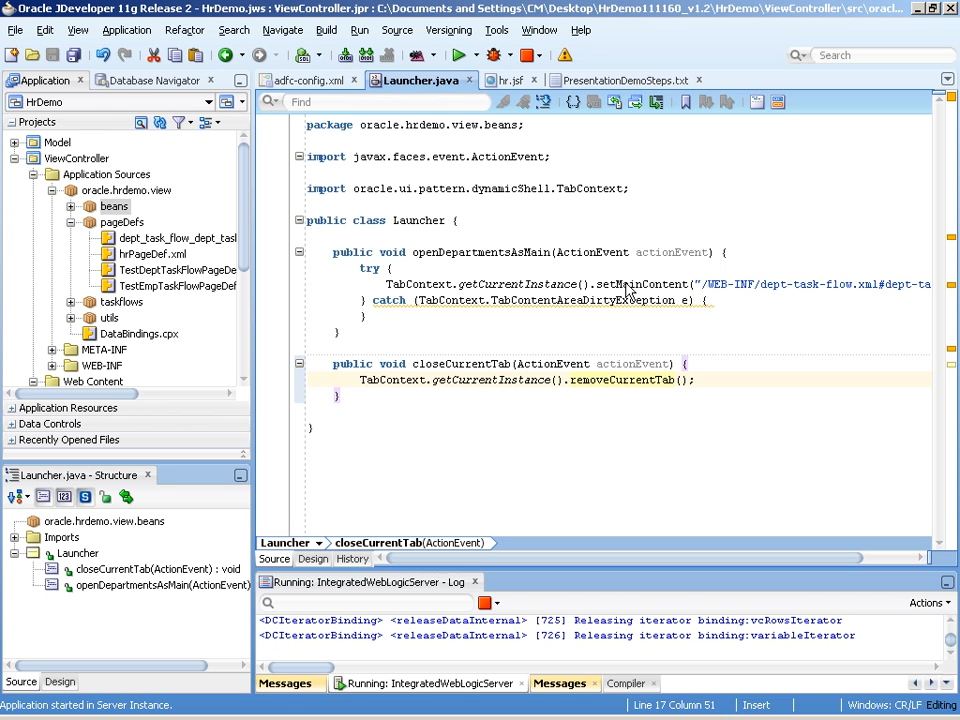 Oracle JDeveloper 11g Release 2 - HrDemo.jws : ViewController.jpr : C:\Documents and Settings\CM\Desktop\HrDemo111160_v1.2\HrDemo\ViewController\src\orac...
File Edit View Application Refactor Search Navigate Build Run Source Versioning Tools Window Help
Search
Application Database Navigator
adfc-config.xml Launcher.java hr.jsf PresentationDemoSteps.txt
HrDemo
Find
Projects
Model
ViewController
Application Sources
oracle.hrdemo.view
beans
pageDefs
dept_task_flow_dept_tas
hrPageDef.xml
TestDeptTaskFlowPageDe
TestEmpTaskFlowPageDef
taskflows
utils
DataBindings.cpx
META-INF
WEB-INF
Web Content
Application Resources
Data Controls
Recently Opened Files
package oracle.hrdemo.view.beans;
import javax.faces.event.ActionEvent;
import oracle.ui.pattern.dynamicShell.TabContext;
public class Launcher {
public void openDepartmentsAsMain(ActionEvent actionEvent) {
try {
TabContext.getCurrentInstance().setMainContent("/WEB-INF/dept-task-flow.xml#dept-ta
} catch (TabContext.TabContentAreaDirtyException e) {
}
}
public void closeCurrentTab(ActionEvent actionEvent) {
TabContext.getCurrentInstance().removeCurrentTab();
}
}
Launcher closeCurrentTab(ActionEvent)
Source Design History
Launcher.java - Structure
oracle.hrdemo.view.beans
Imports
Launcher
closeCurrentTab(ActionEvent) : void
openDepartmentsAsMain(ActionEvent)
Source Design
Running: IntegratedWebLogicServer - Log
Actions
<DCIteratorBinding> <releaseDataInternal> [725] Releasing iterator binding:vcRowsIterator
<DCIteratorBinding> <releaseDataInternal> [726] Releasing iterator binding:variableIterator
Messages Running: IntegratedWebLogicServer Messages Compiler
Application started in Server Instance. Line 17 Column 51 Insert Windows: CR/LF Editing